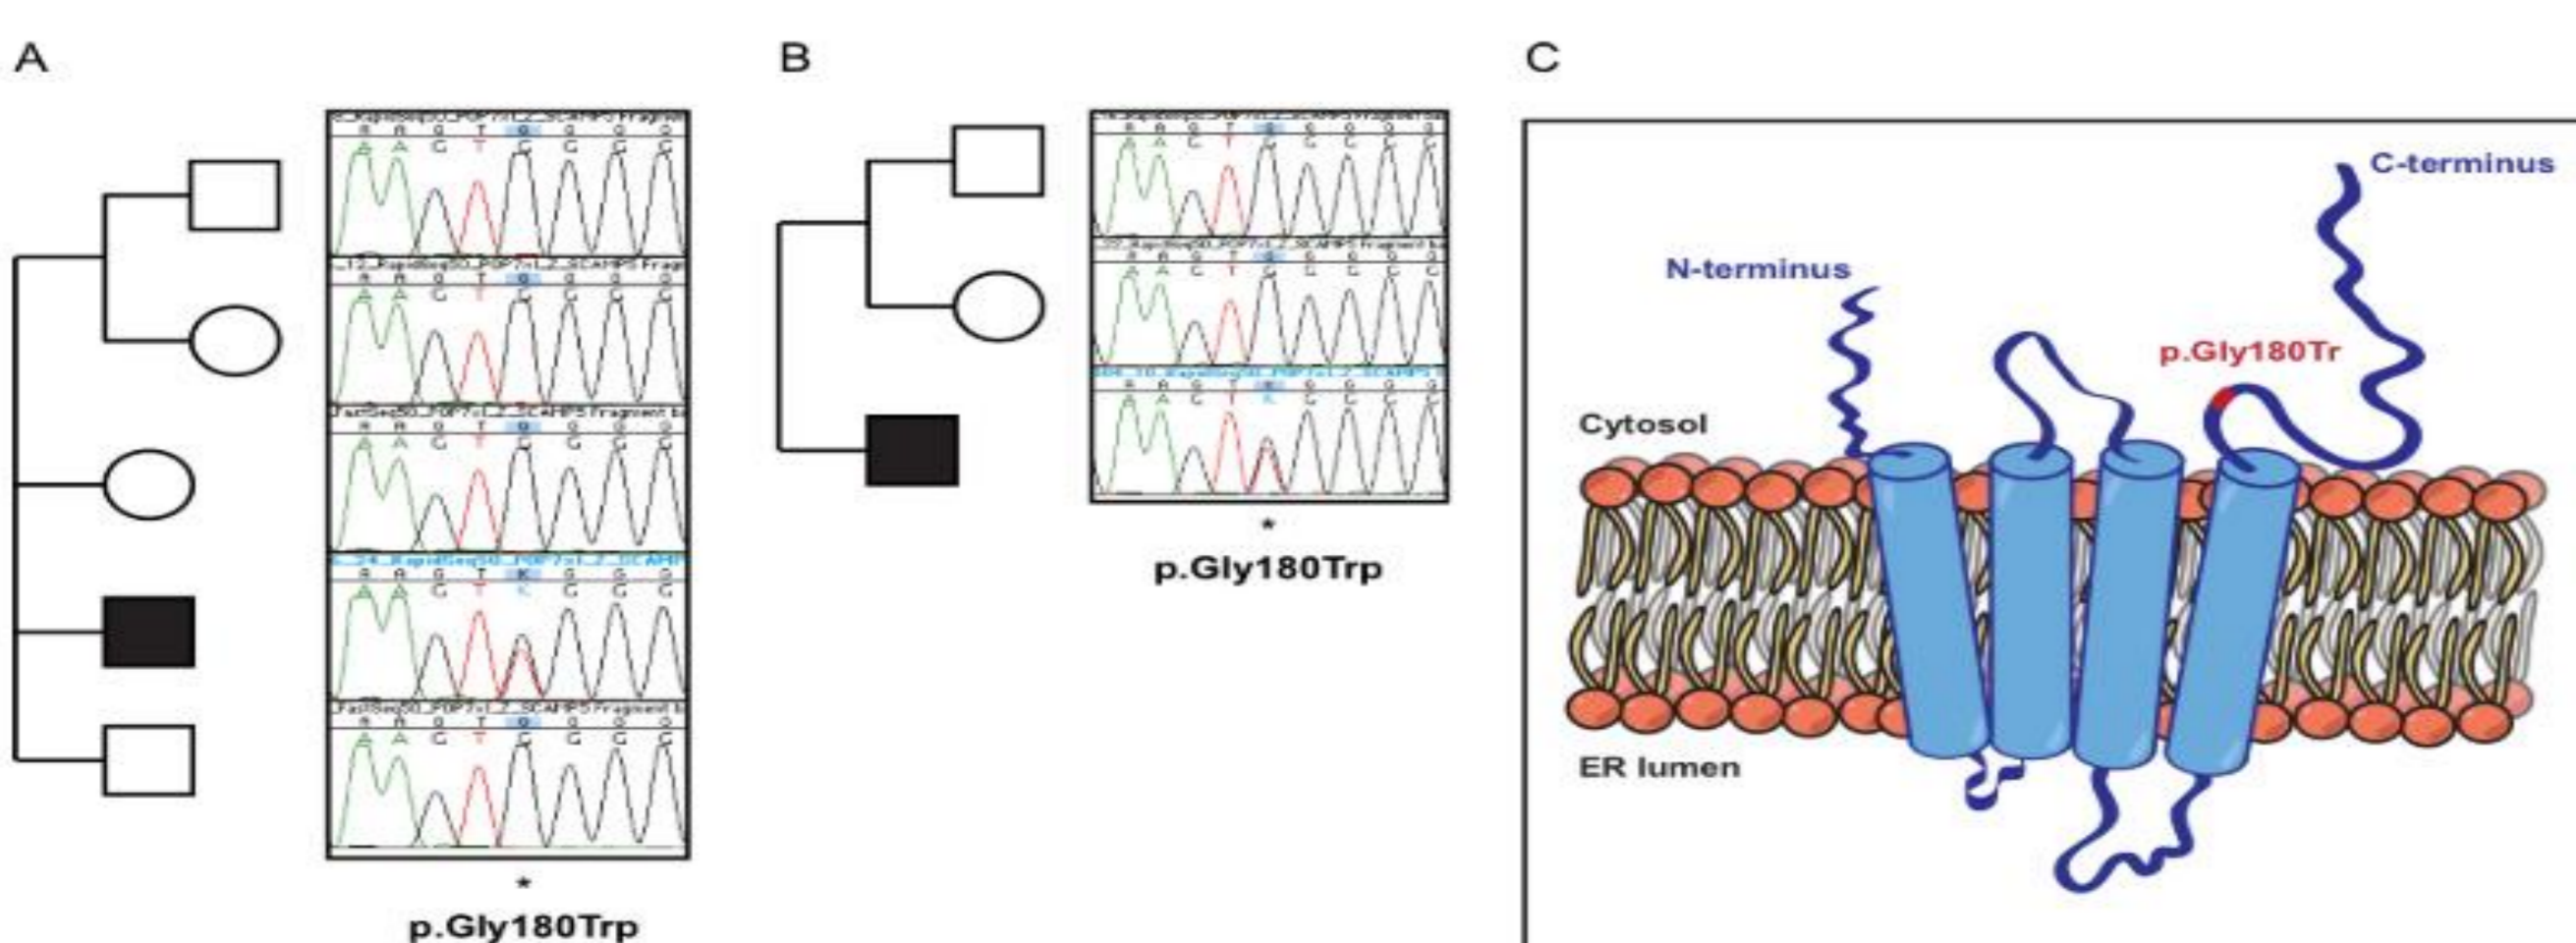 A
A A G T G G G G
A A G T G G G G
A A G T G G G G
A A G T K G G G
A A G T G G G G
*
p.Gly180Trp
B
A A G T G G G G G
A A G T G G G G G
A A G T K G G G G
*
p.Gly180Trp
C
C-terminus
N-terminus
p.Gly180Tr
Cytosol
ER lumen